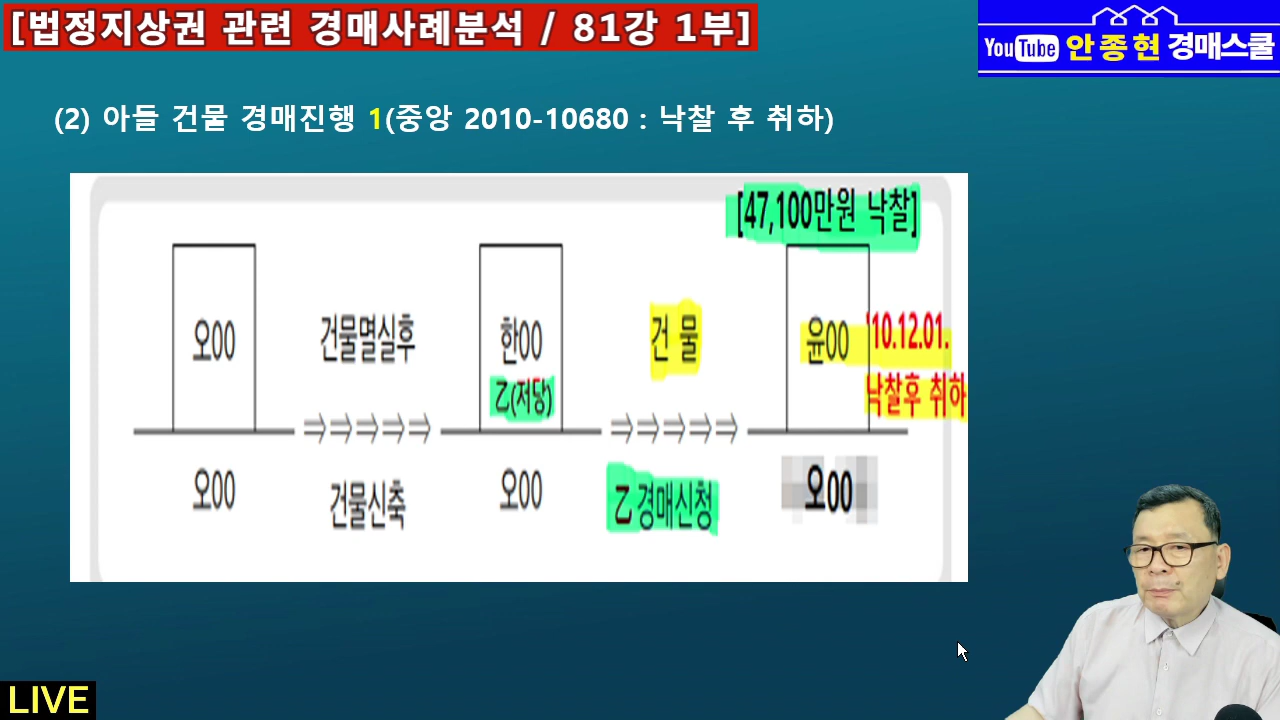 [법정지상권 관련 경매사례분석 / 81강 1부]
YouTube 안종현 경매스쿨
(2) 아들 건물 경매진행 1(중앙 2010-10680 : 낙찰 후 취하)
[47,100만원 낙찰]
오00 건물멸실후 한00 건 물 윤00 '10.12.01.
乙(저당) 낙찰후 취하
⇒⇒⇒⇒⇒ ⇒⇒⇒⇒⇒
오00 건물신축 오00 乙 경매신청 오00
LIVE